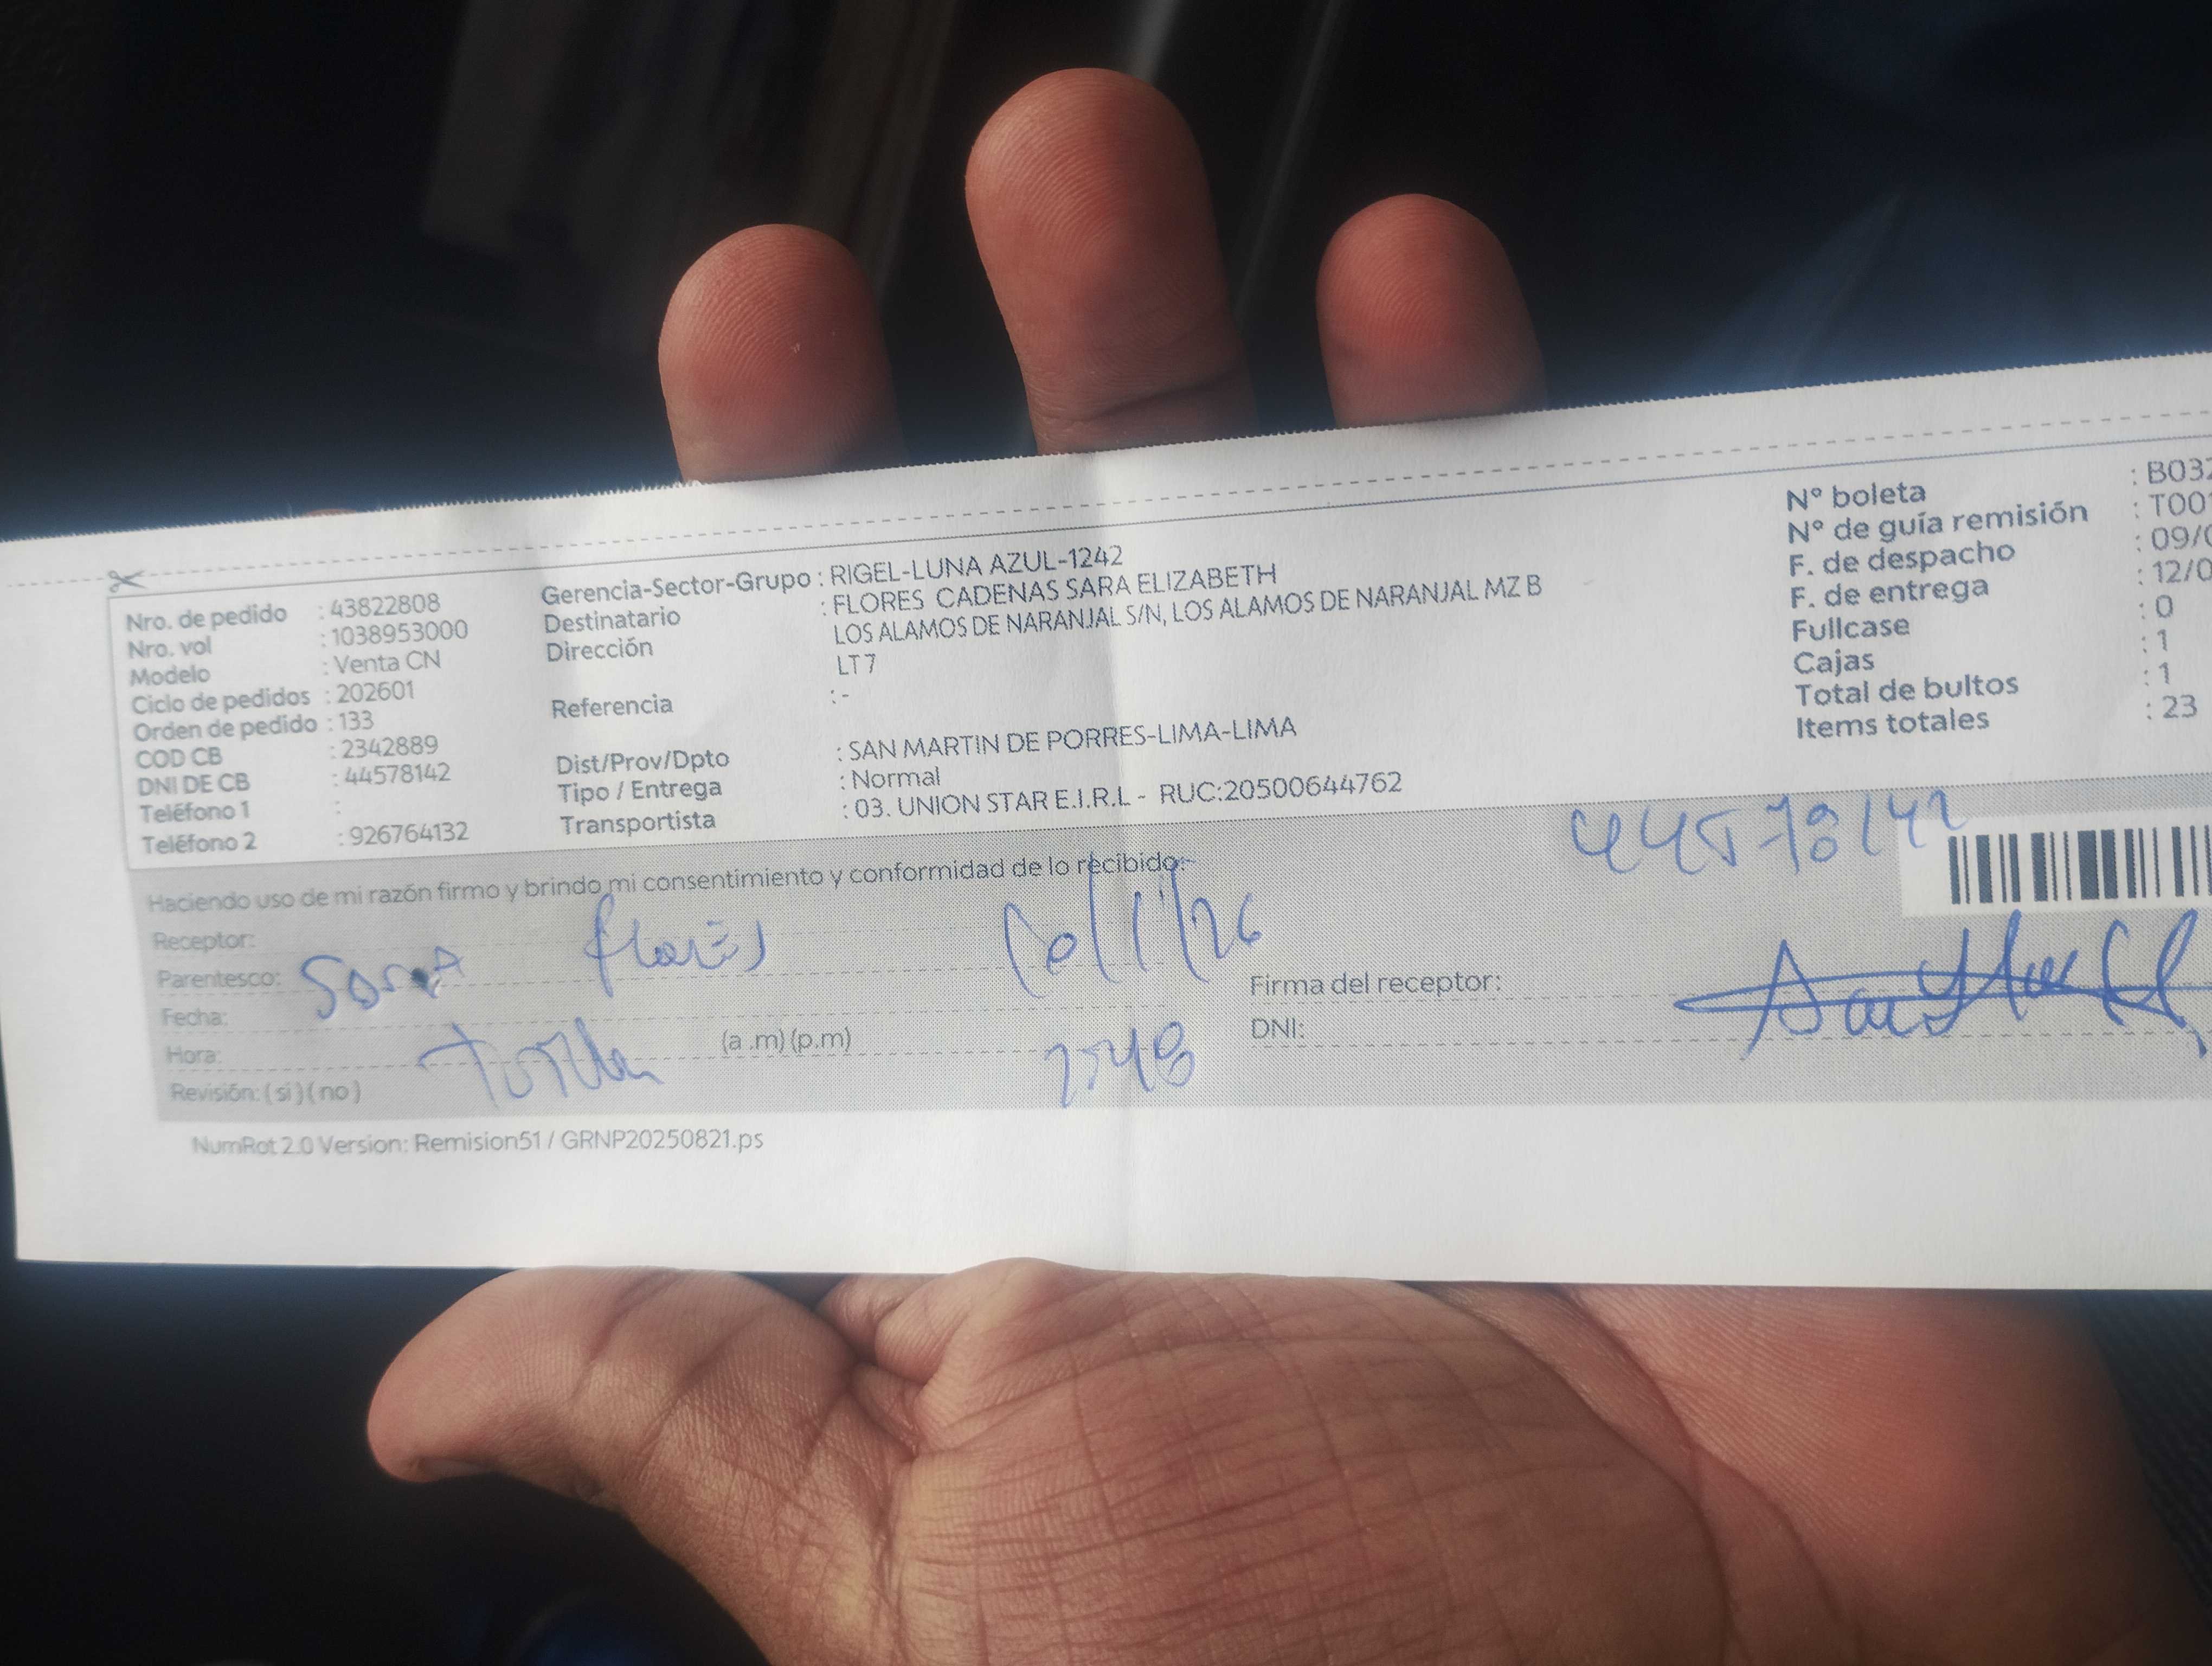 Nro. de pedido : 43822808
Nro. vol : 1038953000
Modelo : Venta CN
Ciclo de pedidos : 202601
Orden de pedido : 133
COD CB : 2342889
DNI DE CB : 44578142
Teléfono 1 :
Teléfono 2 : 926764132
Gerencia-Sector-Grupo : RIGEL-LUNA AZUL-1242
Destinatario : FLORES CADENAS SARA ELIZABETH
Dirección LOS ALAMOS DE NARANJAL S/N, LOS ALAMOS DE NARANJAL MZ B
LT 7
Referencia : -
Dist/Prov/Dpto : SAN MARTIN DE PORRES-LIMA-LIMA
Tipo / Entrega : Normal
Transportista : 03. UNION STAR E.I.R.L - RUC:20500644762
N° boleta : B032
N° de guía remisión : T001
F. de despacho : 09/0
F. de entrega : 12/0
Fullcase : 0
Cajas : 1
Total de bultos : 1
Items totales : 23
44578142
Haciendo uso de mi razón firmo y brindo mi consentimiento y conformidad de lo recibido:-
Receptor:
Parentesco: Sara Flores
Fecha:
Hora: (a .m) (p.m)
Revisión: ( si ) ( no )
Firma del receptor:
DNI:
NumRot 2.0 Version: Remision51 / GRNP20250821.ps